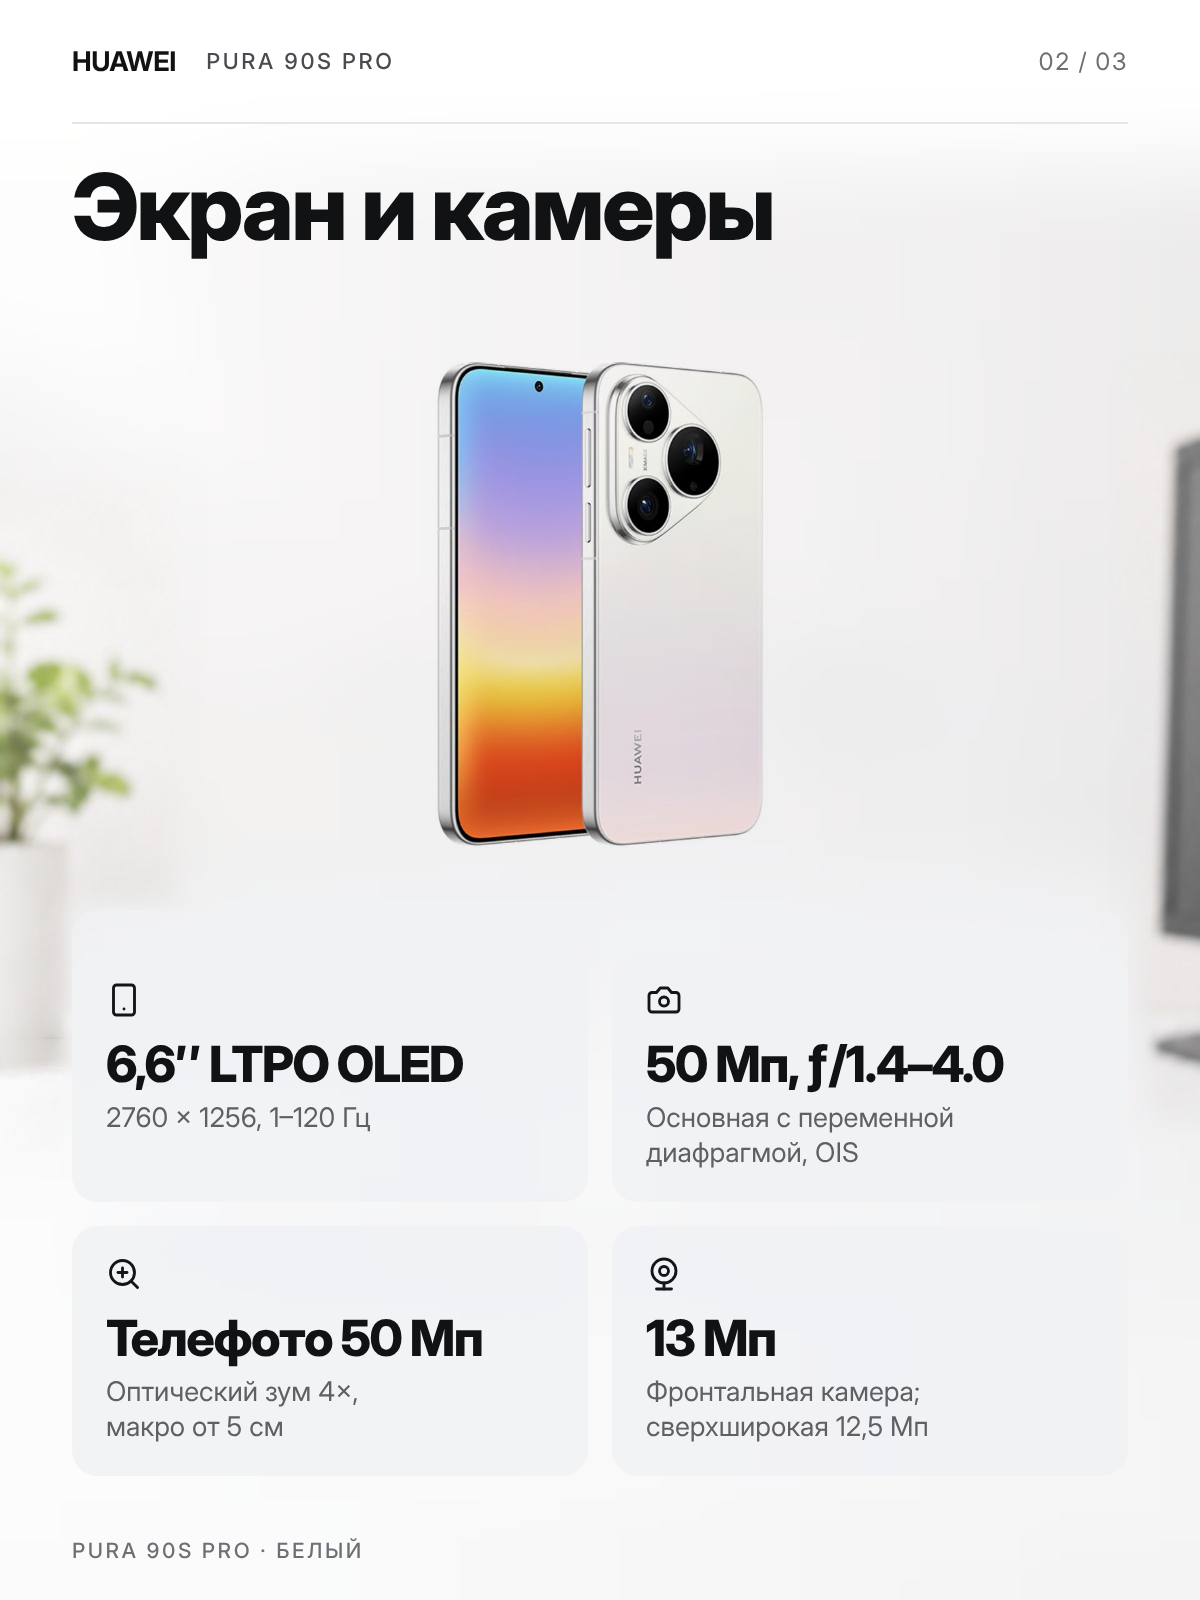 HUAWEI PURA 90S PRO 02 / 03
Экран и камеры
XMAGE
HUAWEI
6,6″ LTPO OLED
2760 × 1256, 1–120 Гц
50 Мп, ƒ/1.4–4.0
Основная с переменной
диафрагмой, OIS
Телефото 50 Мп
Оптический зум 4×,
макро от 5 см
13 Мп
Фронтальная камера;
сверхширокая 12,5 Мп
PURA 90S PRO · БЕЛЫЙ